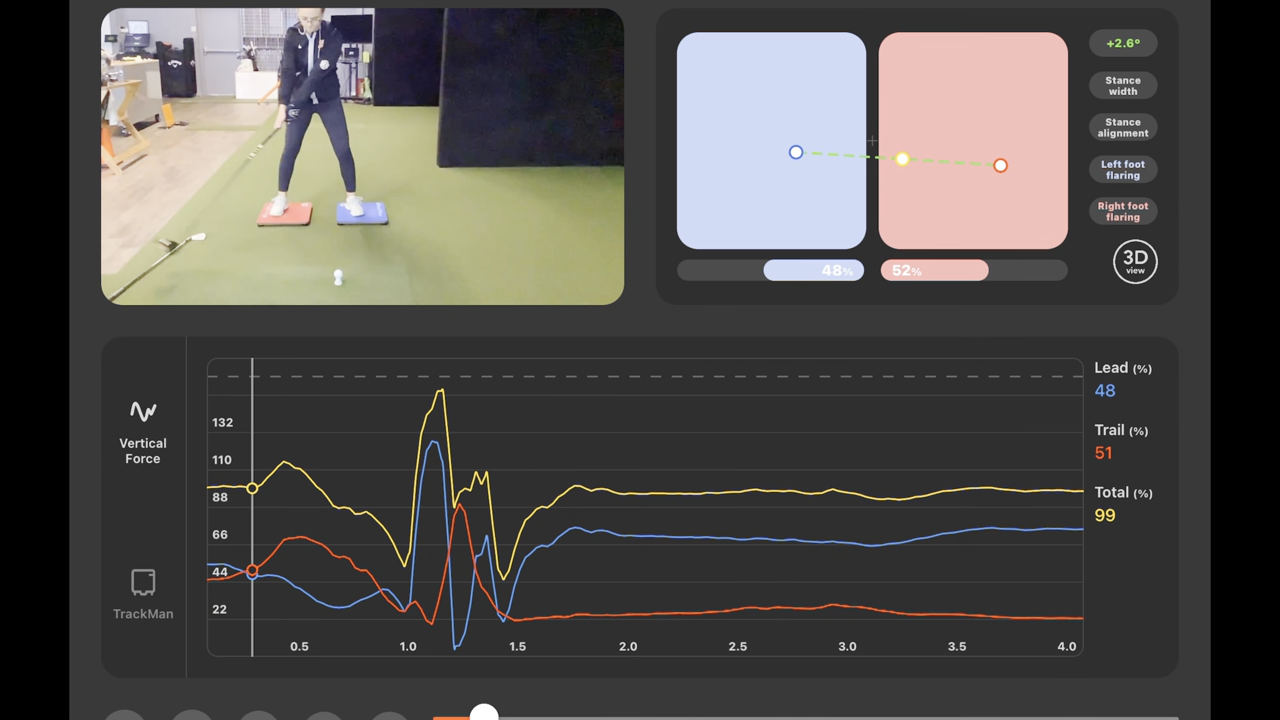 +2.6°
Stance
width
Stance
alignment
Left foot
flaring
Right foot
flaring
3D
view
48%
52%
Vertical
Force
TrackMan
132
110
88
66
44
22
0.5 1.0 1.5 2.0 2.5 3.0 3.5 4.0
Lead (%)
48
Trail (%)
51
Total (%)
99